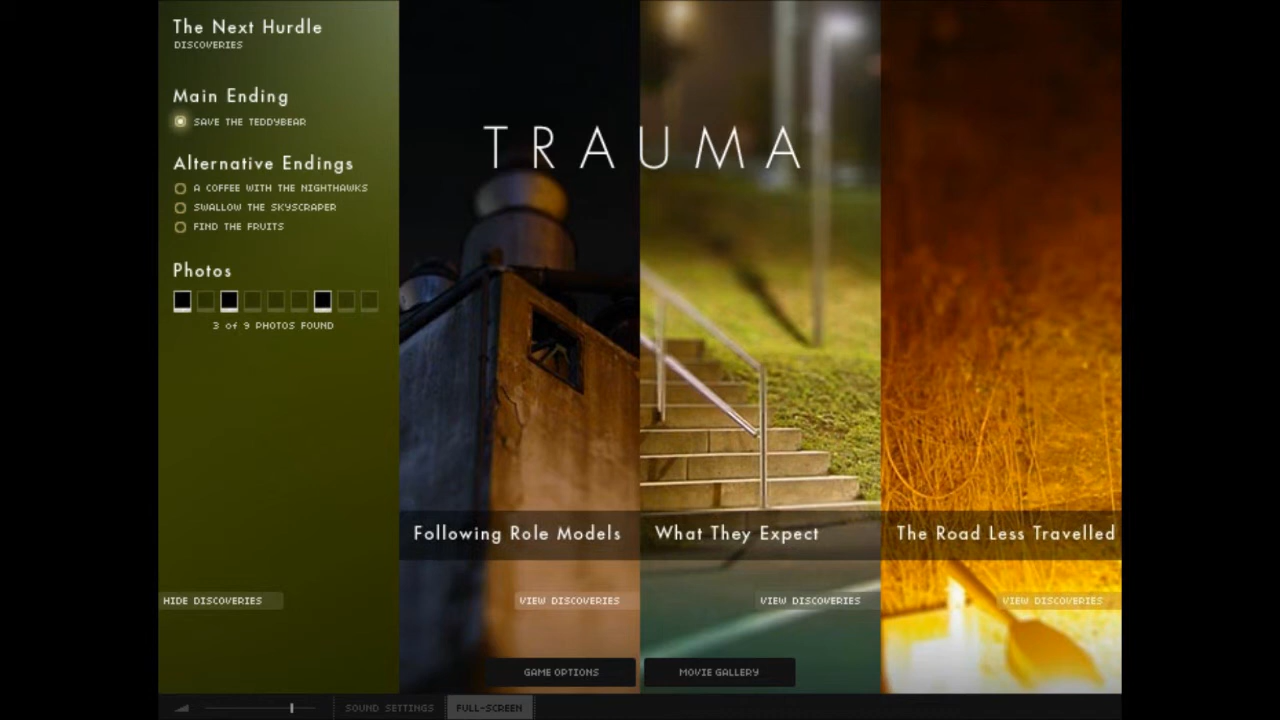 The Next Hurdle
DISCOVERIES
Main Ending
SAVE THE TEDDYBEAR
Alternative Endings
A COFFEE WITH THE NIGHTHAWKS
SWALLOW THE SKYSCRAPER
FIND THE FRUITS
Photos
3 of 9 PHOTOS FOUND
HIDE DISCOVERIES
TRAUMA
Following Role Models
What They Expect
The Road Less Travelled
VIEW DISCOVERIES
VIEW DISCOVERIES
VIEW DISCOVERIES
GAME OPTIONS
MOVIE GALLERY
SOUND SETTINGS
FULL-SCREEN